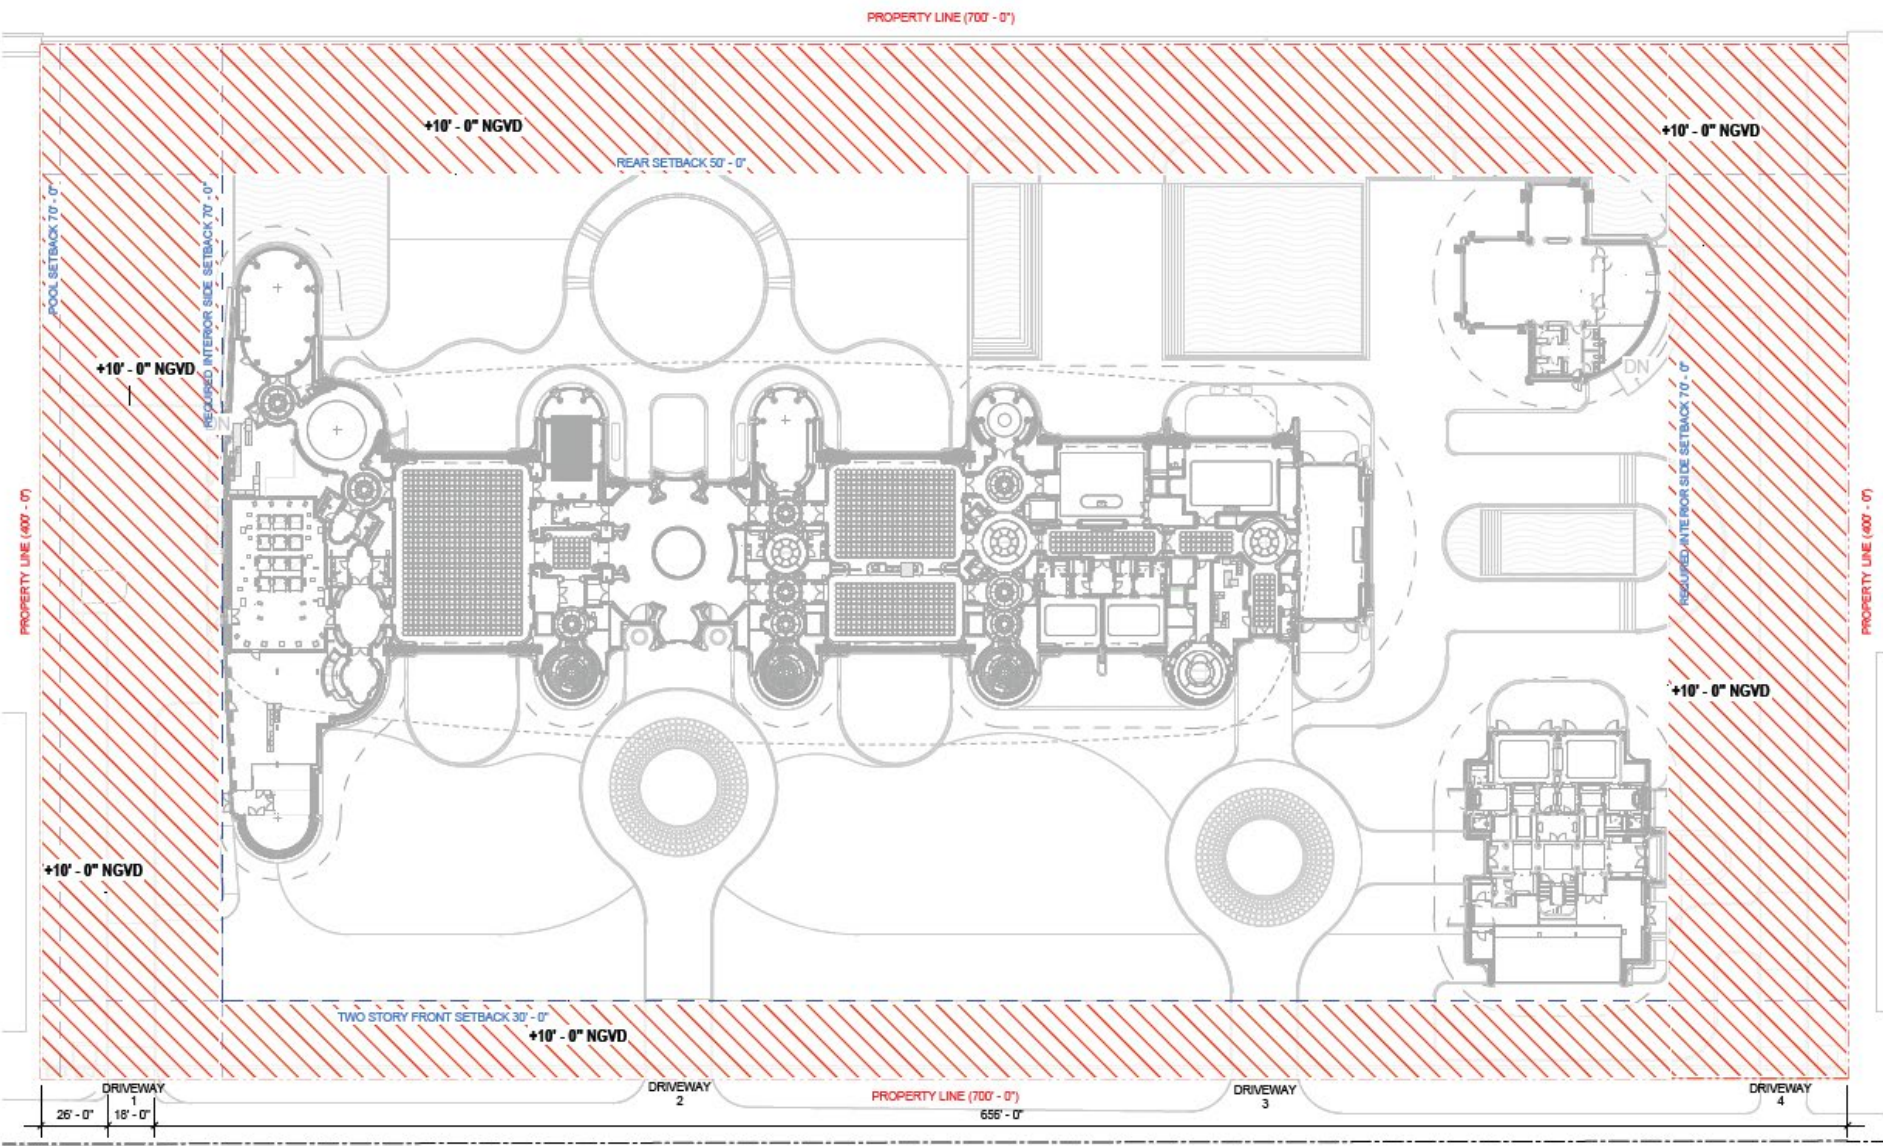 PROPERTY LINE (700' - 0")
+10' - 0" NGVD
+10' - 0" NGVD
REAR SETBACK 50' - 0"
POOL SETBACK 70' - 0"
REQUIRED INTERIOR SIDE SETBACK 70' - 0"
+10' - 0" NGVD
DN
DN
REQUIRED INTERIOR SIDE SETBACK 70' - 0"
PROPERTY LINE (400' - 0")
PROPERTY LINE (400' - 0")
+10' - 0" NGVD
+10' - 0" NGVD
TWO STORY FRONT SETBACK 30' - 0"
+10' - 0" NGVD
DRIVEWAY
1
DRIVEWAY
2
PROPERTY LINE (700' - 0")
DRIVEWAY
3
DRIVEWAY
4
26' - 0"
18' - 0"
656' - 0"